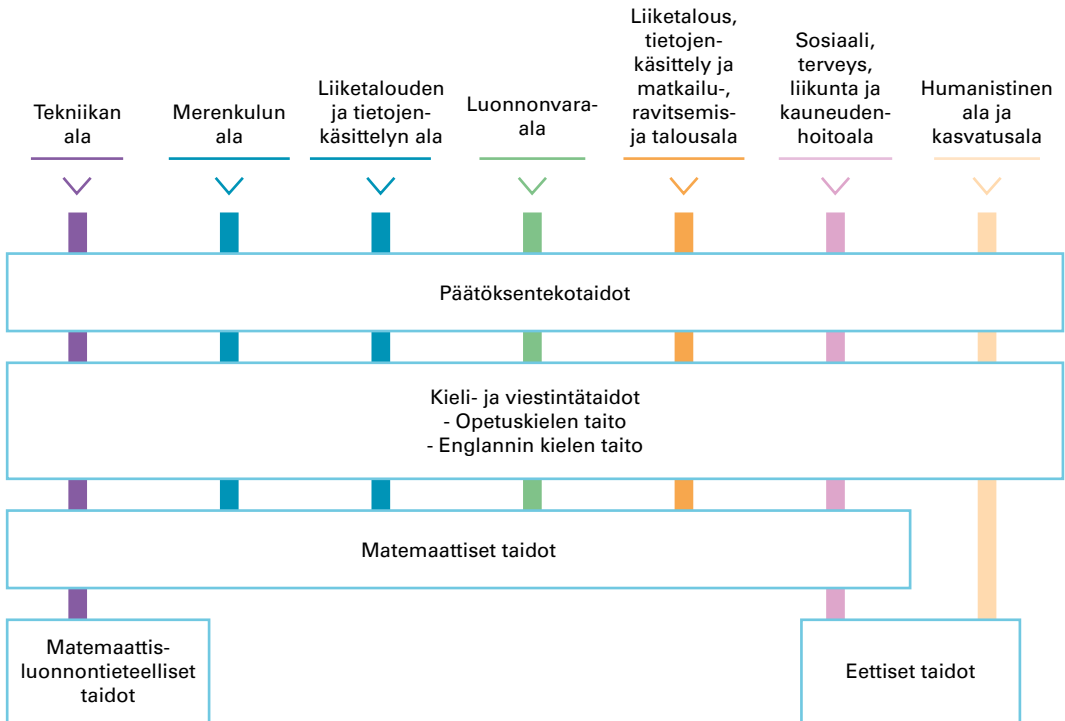 Tekniikan
ala
Merenkulun
ala
Liiketalouden
ja tietojen-
käsittelyn ala
Luonnonvara-
ala
Liiketalous,
tietojen-
käsittely ja
matkailu-,
ravitsemis-
ja talousala
Sosiaali,
terveys,
liikunta ja
kauneuden-
hoitoala
Humanistinen
ala ja
kasvatusala
Päätöksentekotaidot
Kieli- ja viestintätaidot
- Opetuskielen taito
- Englannin kielen taito
Matemaattiset taidot
Matemaattis-
luonnontieteelliset
taidot
Eettiset taidot